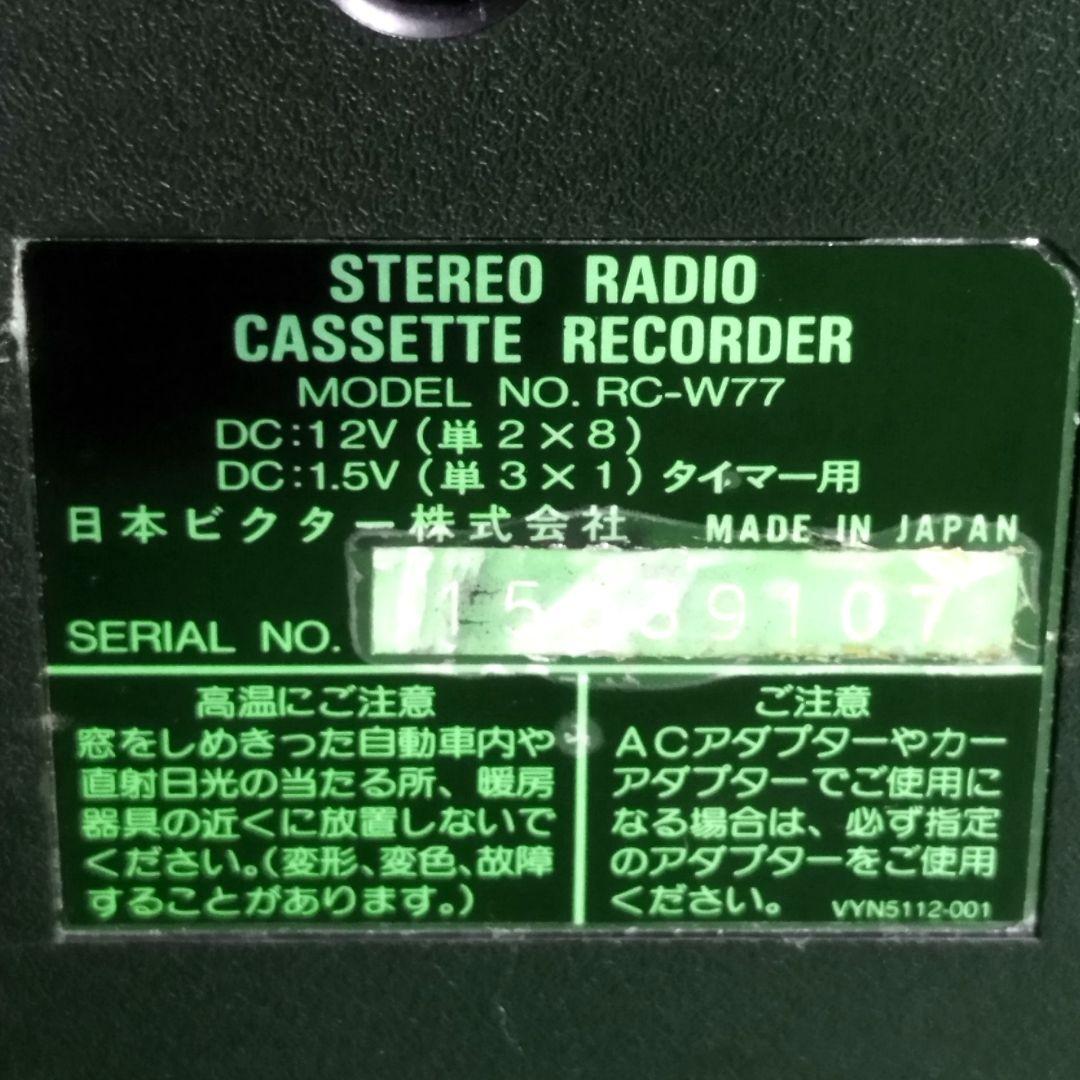 STEREO RADIO
CASSETTE RECORDER
MODEL NO. RC-W77
DC:12V (単2×8)
DC:1.5V (単3×1) タイマー用
日本ビクター株式会社 MADE IN JAPAN
SERIAL NO.
高温にご注意
窓をしめきった自動車内や
直射日光の当たる所、暖房
器具の近くに放置しないで
ください。(変形、変色、故障
することがあります。)
ご注意
ACアダプターやカー
アダプターでご使用に
なる場合は、必ず指定
のアダプターをご使用
ください。 VYN5112-001